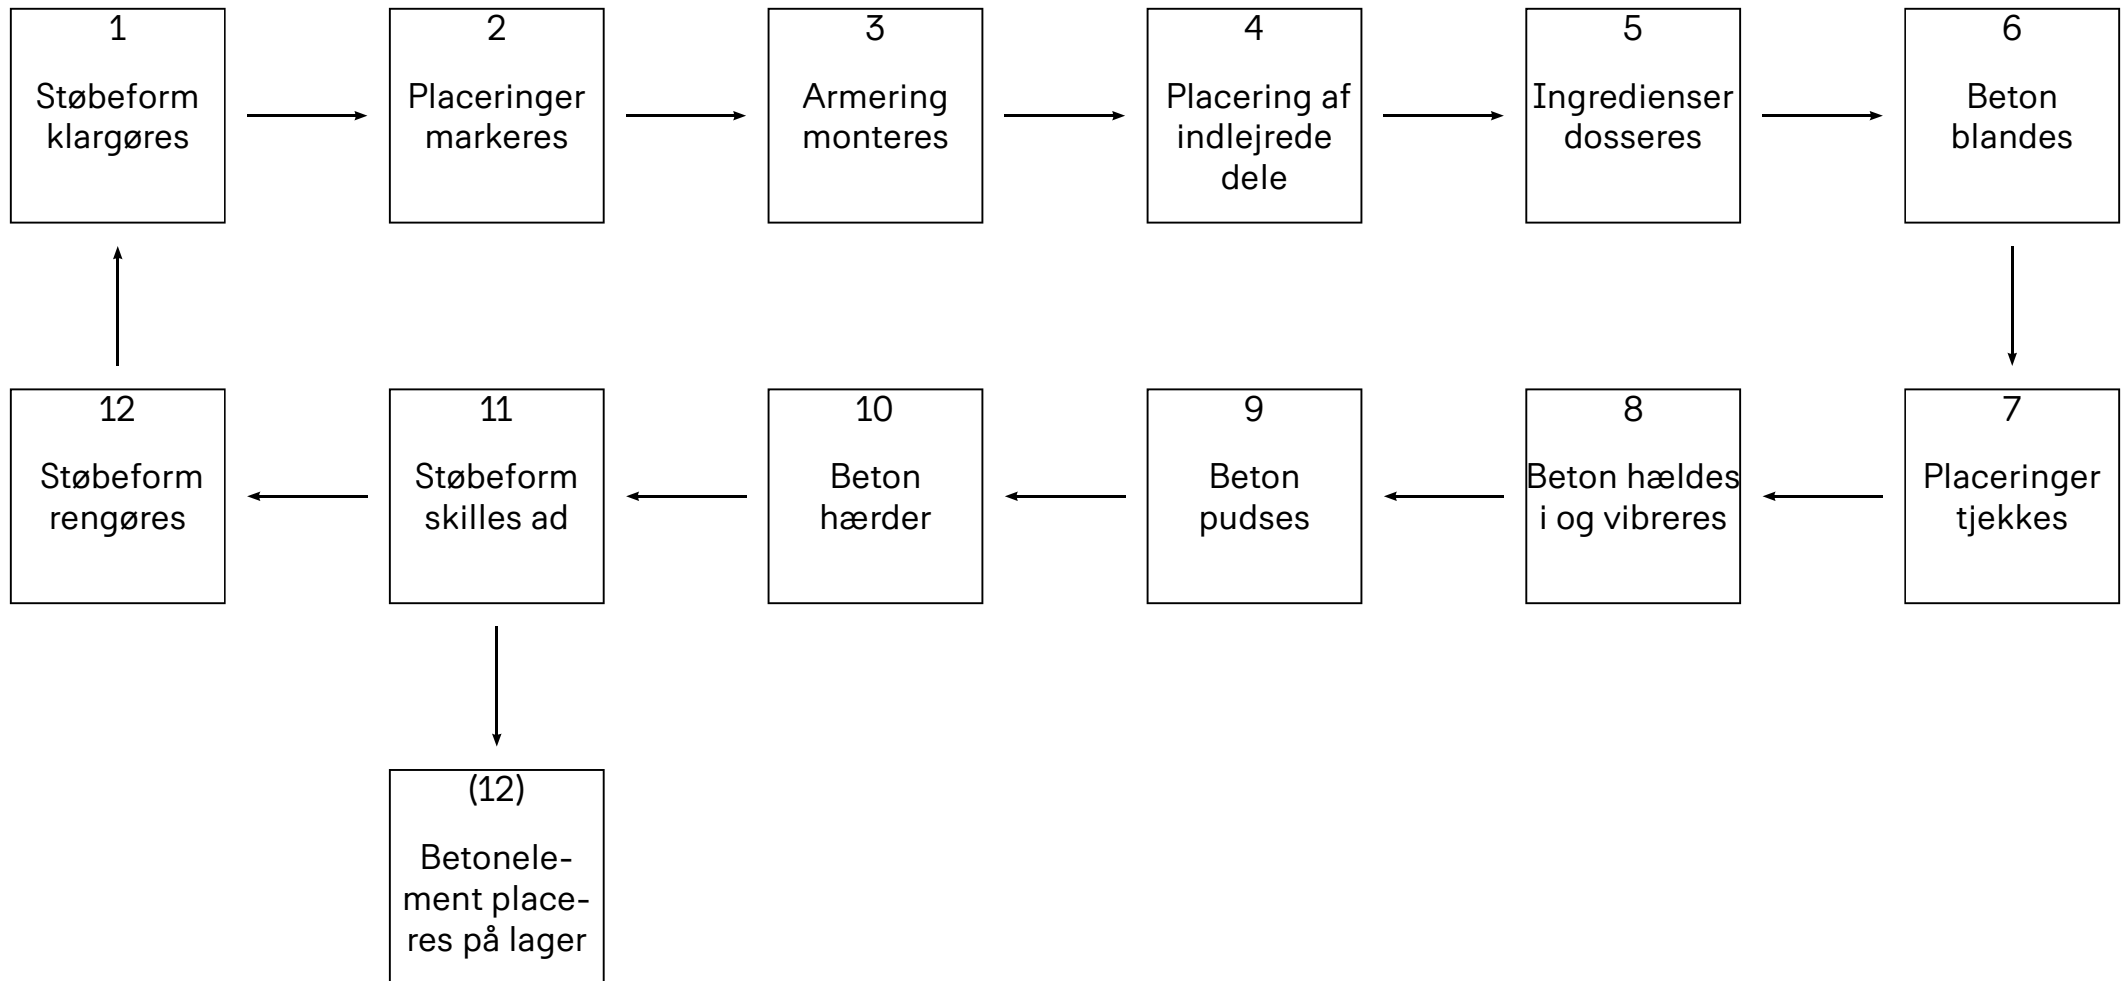 1
Støbeform
klargøres
2
Placeringer
markeres
3
Armering
monteres
4
Placering af
indlejrede
dele
5
Ingredienser
dosseres
6
Beton
blandes
7
Placeringer
tjekkes
8
Beton hældes
i og vibreres
9
Beton
pudses
10
Beton
hærder
11
Støbeform
skilles ad
12
Støbeform
rengøres
(12)
Betonele-
ment place-
res på lager